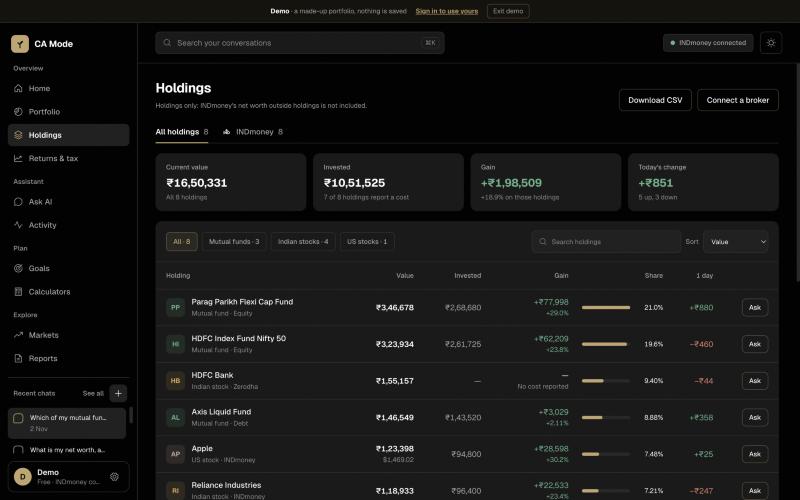 Demo · a made-up portfolio, nothing is saved Sign in to use yours Exit demo
CA Mode
Search your conversations ⌘K
INDmoney connected
Overview
Home
Portfolio
Holdings
Returns & tax
Assistant
Ask AI
Activity
Plan
Goals
Calculators
Explore
Markets
Reports
Recent chats See all +
Which of my mutual fun...
2 Nov
What is my net worth, a...
D Demo
Free · INDmoney co...
Holdings
Holdings only: INDmoney's net worth outside holdings is not included.
Download CSV Connect a broker
All holdings 8 INDmoney 8
Current value
₹16,50,331
All 8 holdings
Invested
₹10,51,525
7 of 8 holdings report a cost
Gain
+₹1,98,509
+18.9% on those holdings
Today's change
+₹851
5 up, 3 down
All · 8 Mutual funds · 3 Indian stocks · 4 US stocks · 1 Search holdings Sort Value
Holding Value Invested Gain Share 1 day
PP Parag Parikh Flexi Cap Fund ₹3,46,678 ₹2,68,680 +₹77,998 21.0% +₹880 Ask
Mutual fund · Equity +29.0%
HI HDFC Index Fund Nifty 50 ₹3,23,934 ₹2,61,725 +₹62,209 19.6% −₹460 Ask
Mutual fund · Equity +23.8%
HB HDFC Bank ₹1,55,157 — — 9.40% −₹44 Ask
Indian stock · Zerodha No cost reported
AL Axis Liquid Fund ₹1,46,549 ₹1,43,520 +₹3,029 8.88% +₹358 Ask
Mutual fund · Debt +2.11%
AP Apple ₹1,23,398 ₹94,800 +₹28,598 7.48% +₹25 Ask
US stock · INDmoney $1,469.02 +30.2%
RI Reliance Industries ₹1,18,933 ₹96,400 +₹22,533 7.21% −₹247 Ask
Indian stock · INDmoney +23.4%